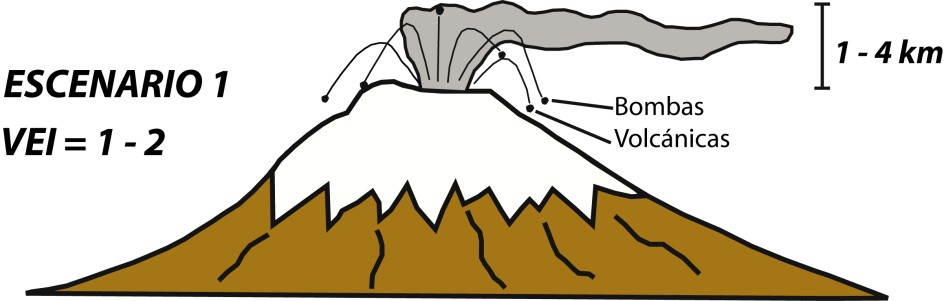 ESCENARIO 1
VEI = 1 - 2
1 - 4 km
Bombas
Volcánicas